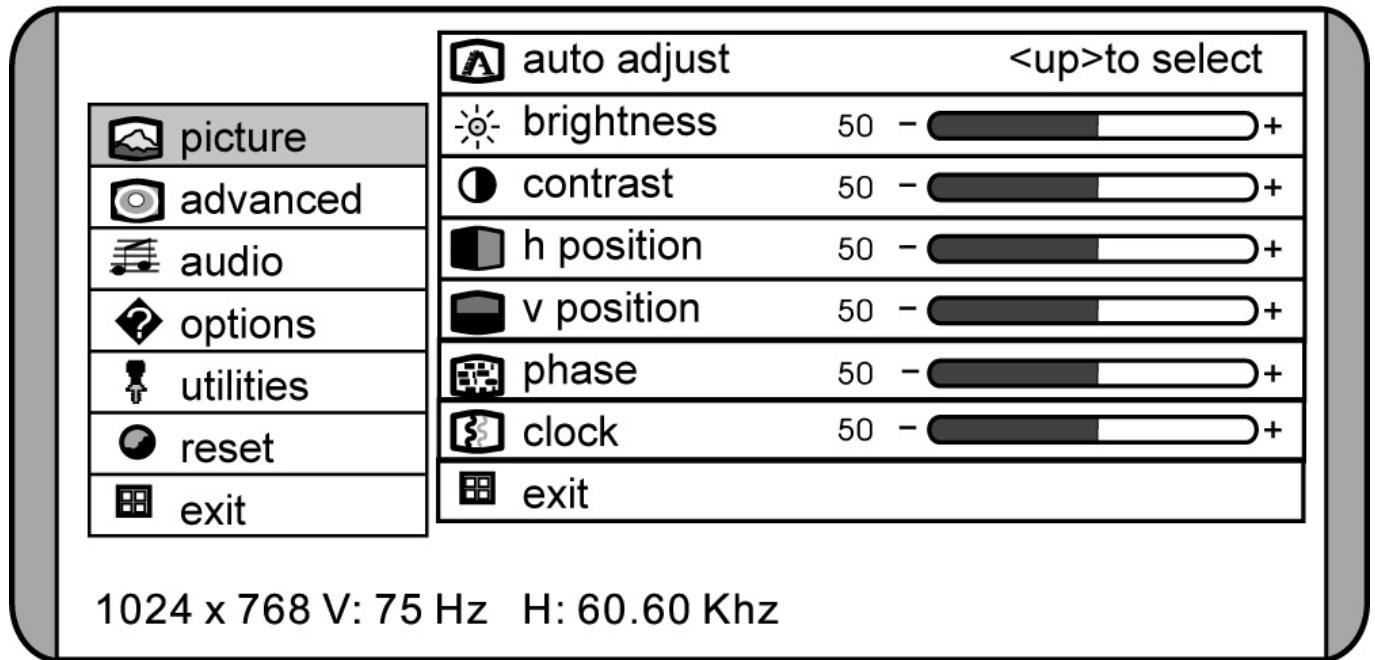 picture
advanced
audio
options
utilities
reset
exit
auto adjust <up>to select
brightness 50 - +
contrast 50 - +
h position 50 - +
v position 50 - +
phase 50 - +
clock 50 - +
exit
1024 x 768 V: 75 Hz H: 60.60 Khz